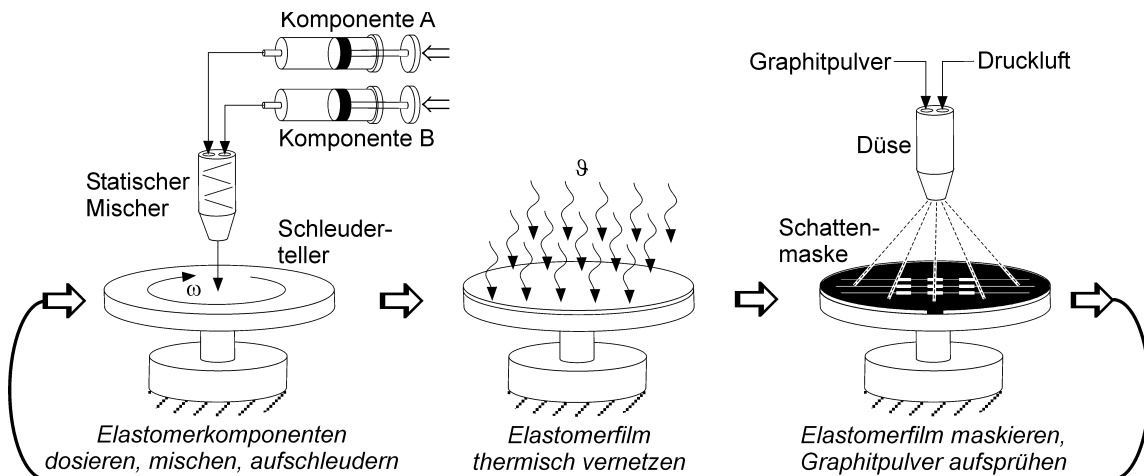 Komponente A
Komponente B
Statischer
Mischer
Schleuder-
teller
ω
ϑ
Graphitpulver
Druckluft
Düse
Schatten-
maske
Elastomerkomponenten
dosieren, mischen, aufschleudern
Elastomerfilm
thermisch vernetzen
Elastomerfilm maskieren,
Graphitpulver aufsprühen